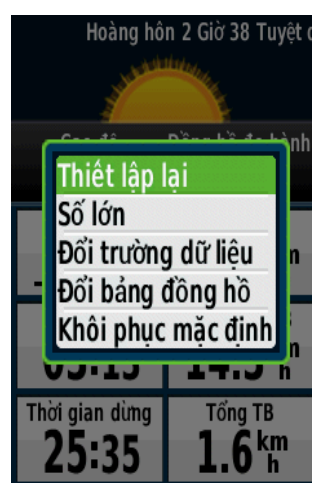 Hoàng hôn 2 Giờ 38 Tuyệt
Thiết lập lại
Số lớn
Đổi trường dữ liệu
Đổi bảng đồng hồ
Khôi phục mặc định
Thời gian dừng Tổng TB
25:35 1.6 km h